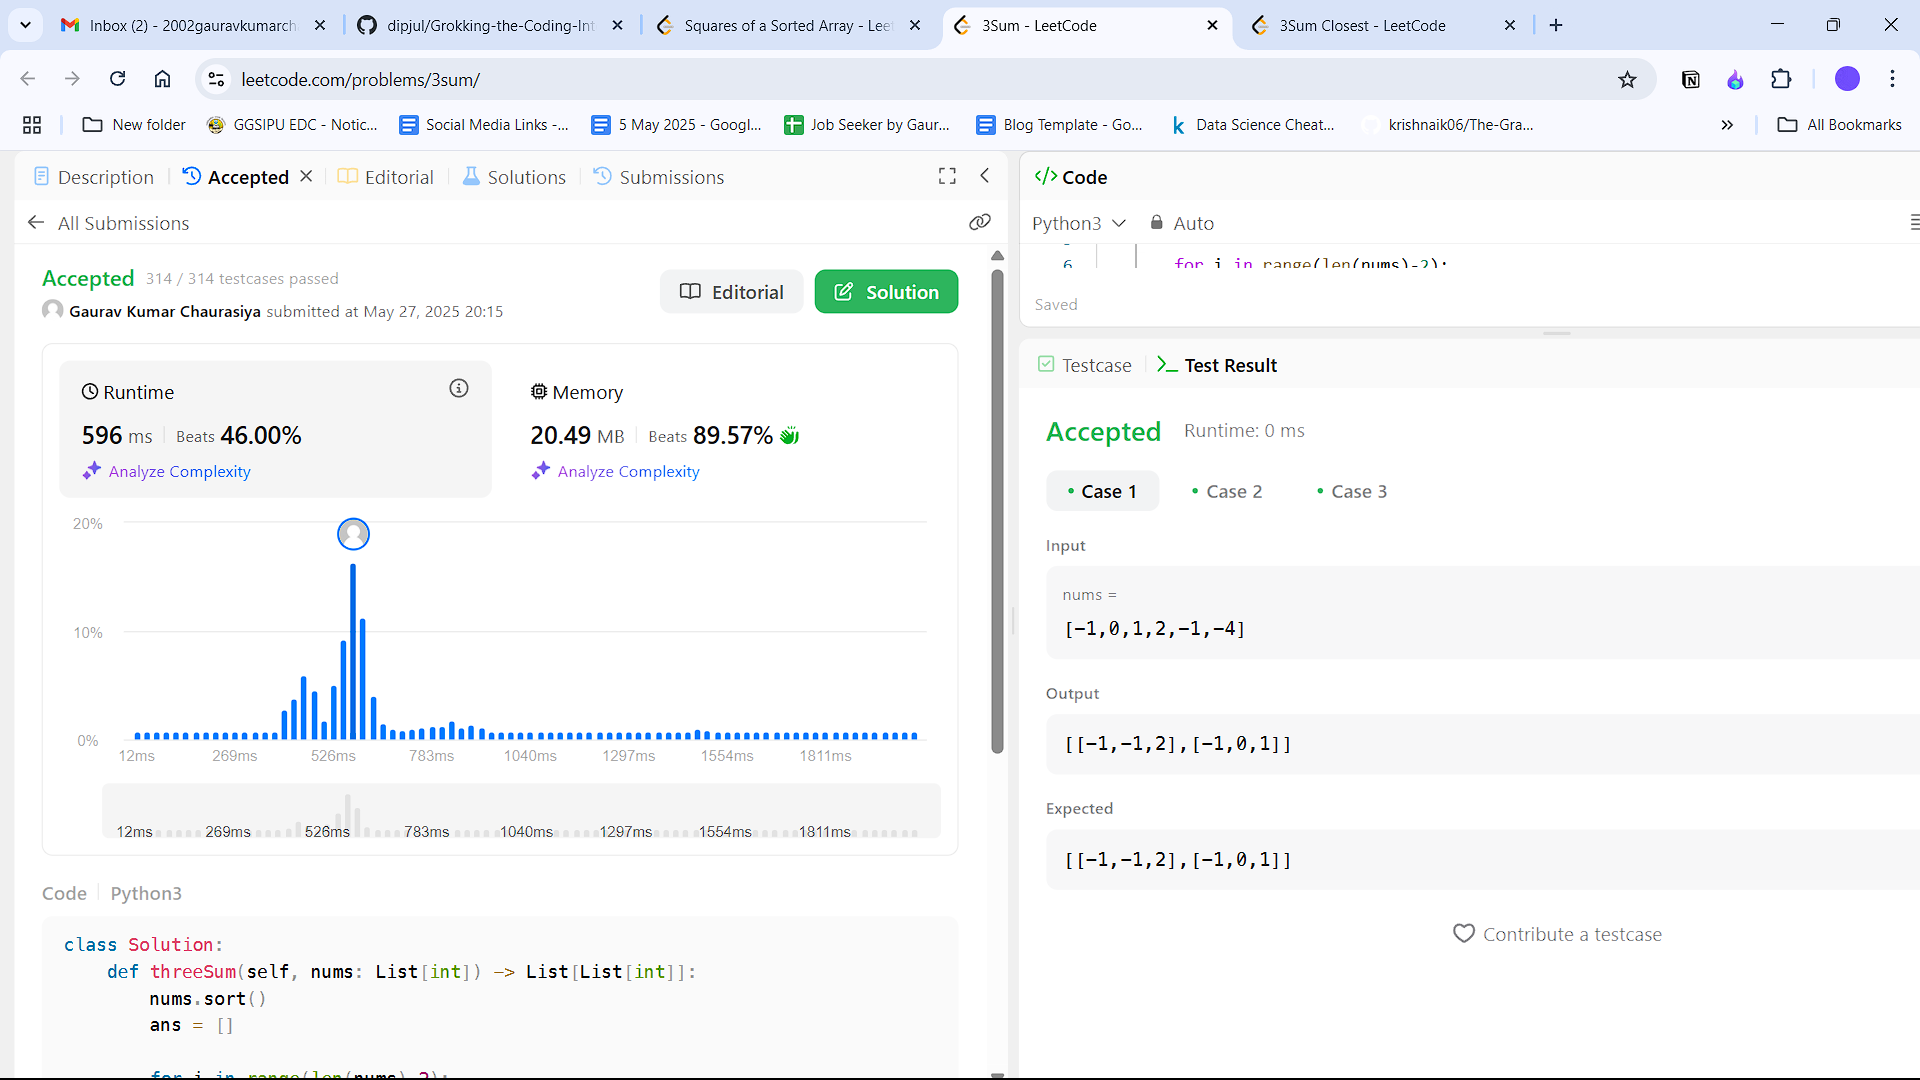 Inbox (2) - 2002gauravkumarch
dipjul/Grokking-the-Coding-Int
Squares of a Sorted Array - Lee
3Sum - LeetCode
3Sum Closest - LeetCode
leetcode.com/problems/3sum/
New folder
GGSIPU EDC - Notic...
Social Media Links -...
5 May 2025 - Googl...
Job Seeker by Gaur...
Blog Template - Go...
Data Science Cheat...
krishnaik06/The-Gra...
All Bookmarks
Description
Accepted
Editorial
Solutions
Submissions
All Submissions
Accepted 314 / 314 testcases passed
Gaurav Kumar Chaurasiya submitted at May 27, 2025 20:15
Editorial
Solution
Runtime
596 ms Beats 46.00%
Analyze Complexity
Memory
20.49 MB Beats 89.57%
Analyze Complexity
20%
10%
0%
12ms 269ms 526ms 783ms 1040ms 1297ms 1554ms 1811ms
12ms 269ms 526ms 783ms 1040ms 1297ms 1554ms 1811ms
Code Python3
class Solution:
def threeSum(self, nums: List[int]) -> List[List[int]]:
nums.sort()
ans = []
for i in range(len(nums)-2):
Code
Python3 Auto
6 for i in range(len(nums)-2):
Saved
Testcase
Test Result
Accepted Runtime: 0 ms
• Case 1 • Case 2 • Case 3
Input
nums =
[-1,0,1,2,-1,-4]
Output
[[-1,-1,2],[-1,0,1]]
Expected
[[-1,-1,2],[-1,0,1]]
Contribute a testcase